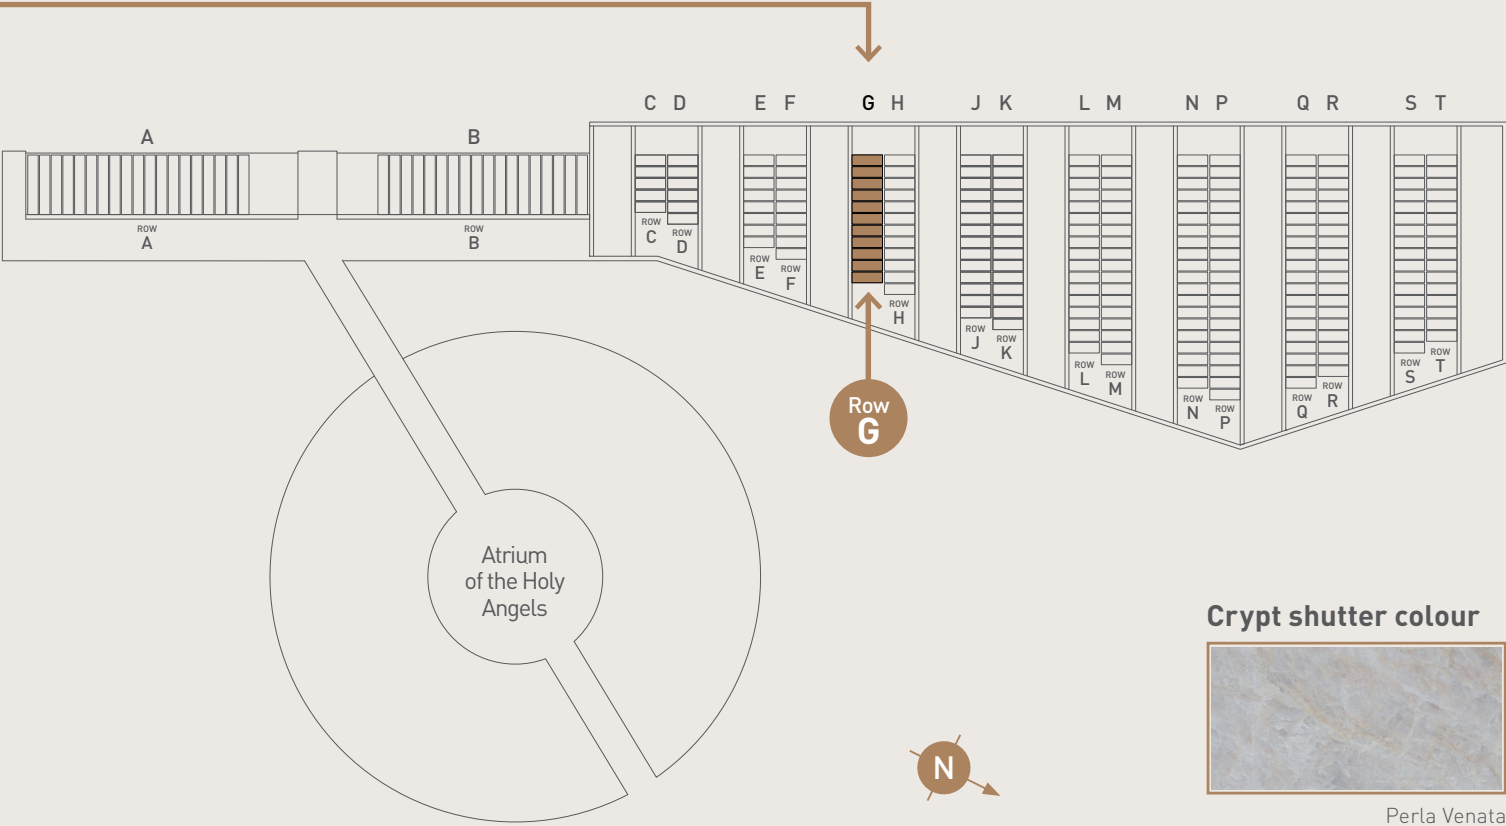 C D E F G H J K L M N P Q R S T
A B
ROW
A
ROW
B
ROW
C
ROW
D
ROW
E
ROW
F
ROW
H
ROW
J
ROW
K
ROW
L
ROW
M
ROW
N
ROW
P
ROW
Q
ROW
R
ROW
S
ROW
T
Row
G
Atrium
of the Holy
Angels
N
Crypt shutter colour
Perla Venata